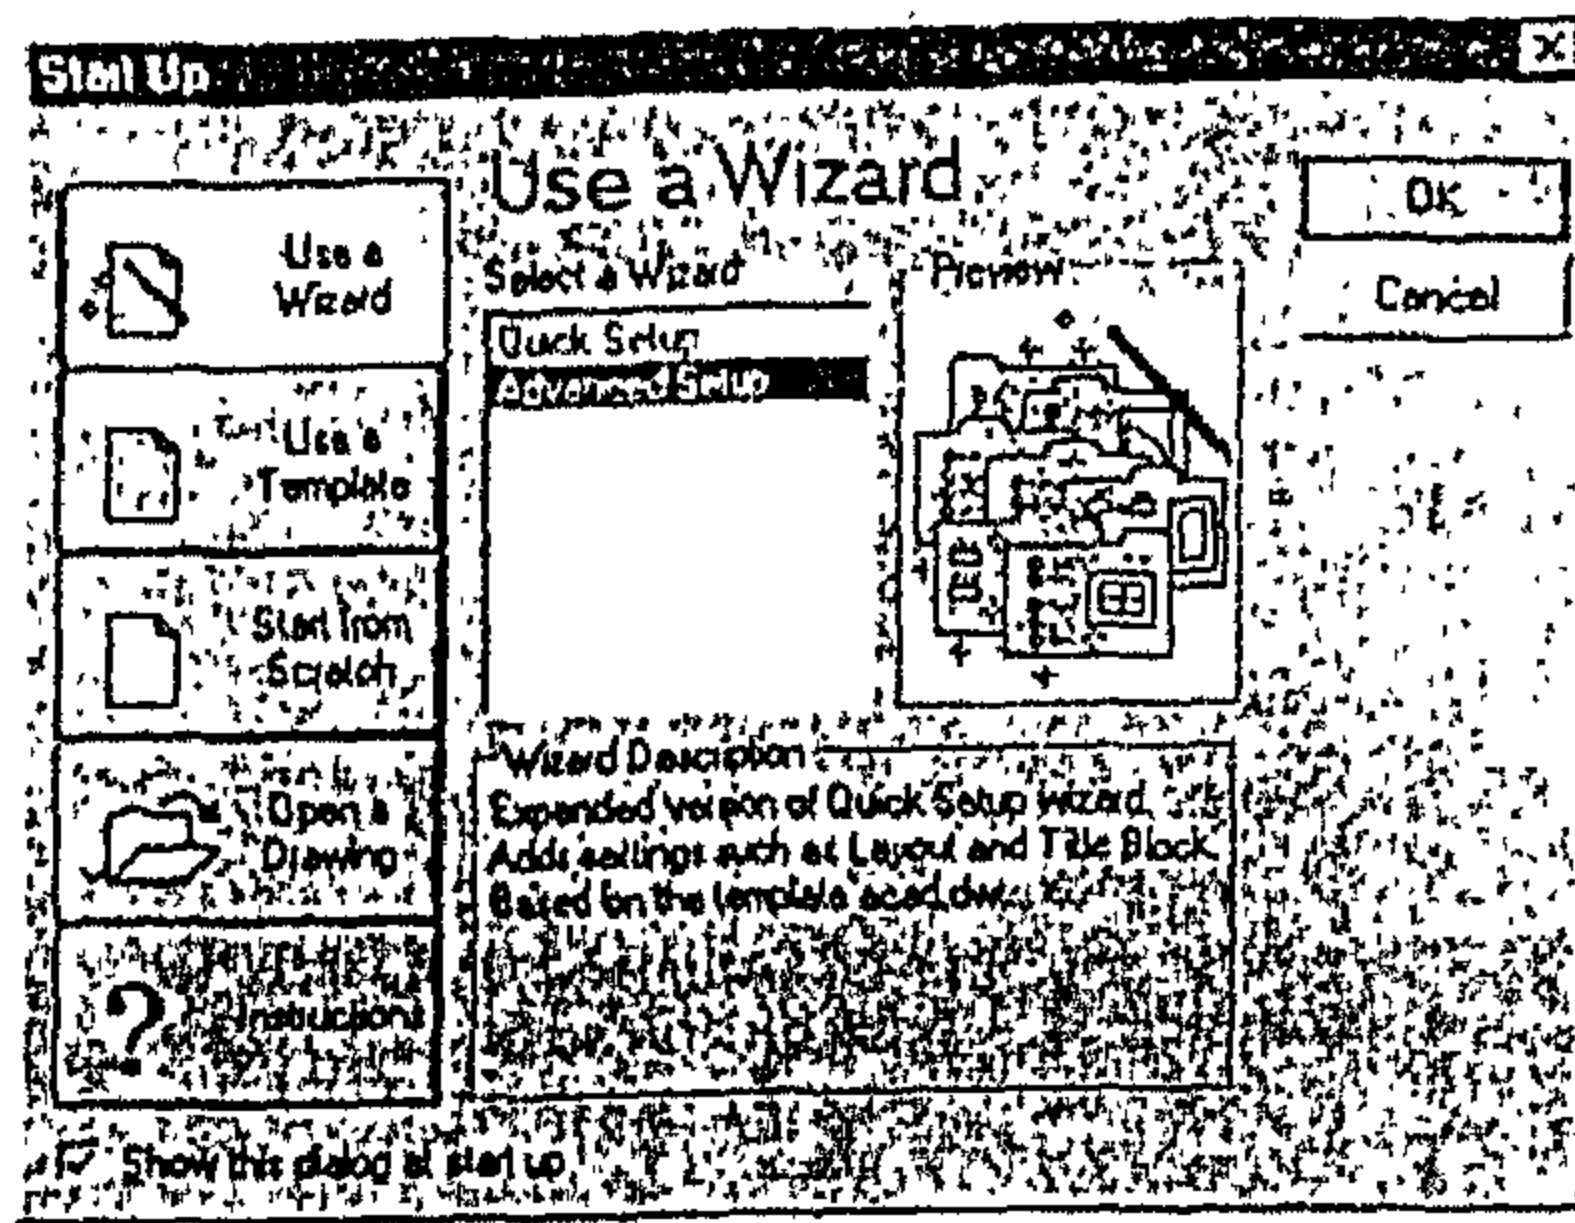 Start Up
Use a Wizard
OK
Cancel
Use a
Wizard
Use a
Template
Start from
Scratch
Open a
Drawing
Instructions
Select a Wizard
Quick Setup
Advanced Setup
Preview
Wizard Description
Expanded version of Quick Setup wizard.
Adds settings such as Layout and Title Block.
Based on the template acad.dw
Show this dialog at start up